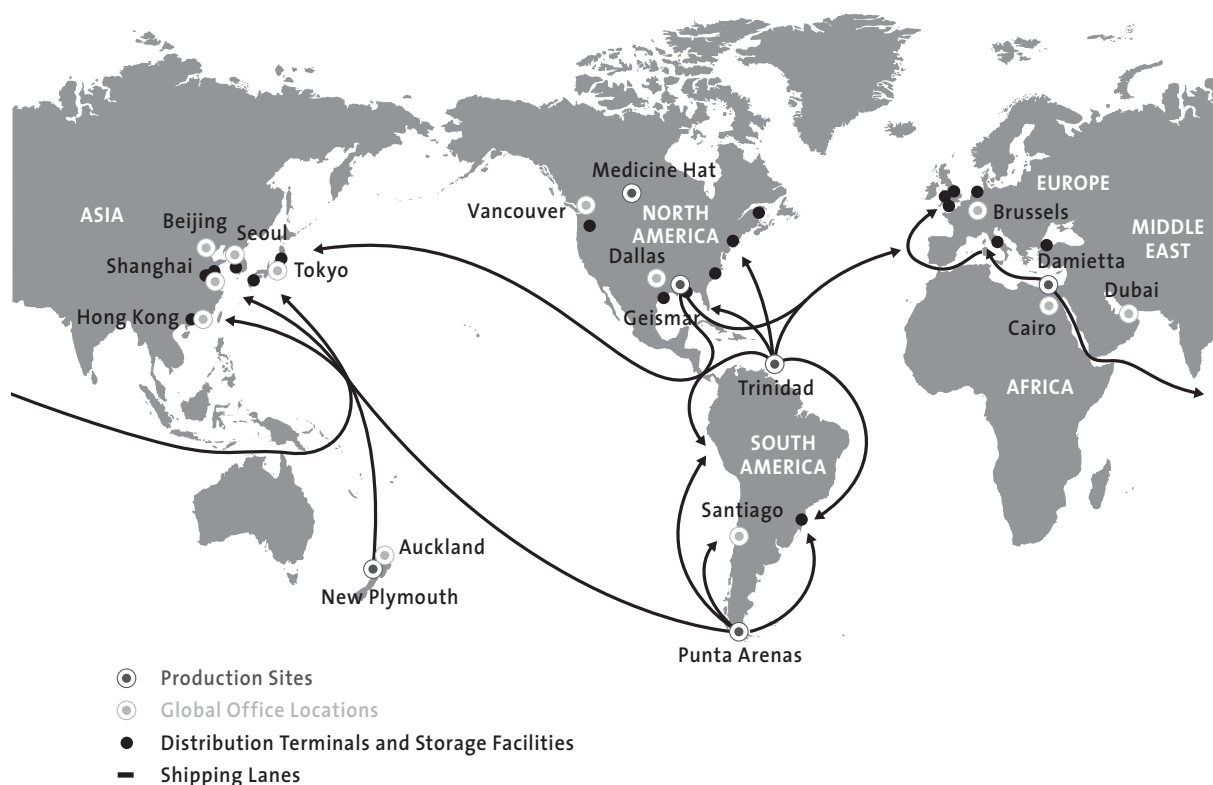 Medicine Hat
Vancouver
NORTH
AMERICA
Dallas
Geismar
ASIA
Beijing
Seoul
Shanghai
Tokyo
Hong Kong
EUROPE
Brussels
MIDDLE
EAST
Damietta
Dubai
Cairo
AFRICA
Trinidad
SOUTH
AMERICA
Santiago
Auckland
New Plymouth
Punta Arenas
Production Sites
Global Office Locations
Distribution Terminals and Storage Facilities
Shipping Lanes